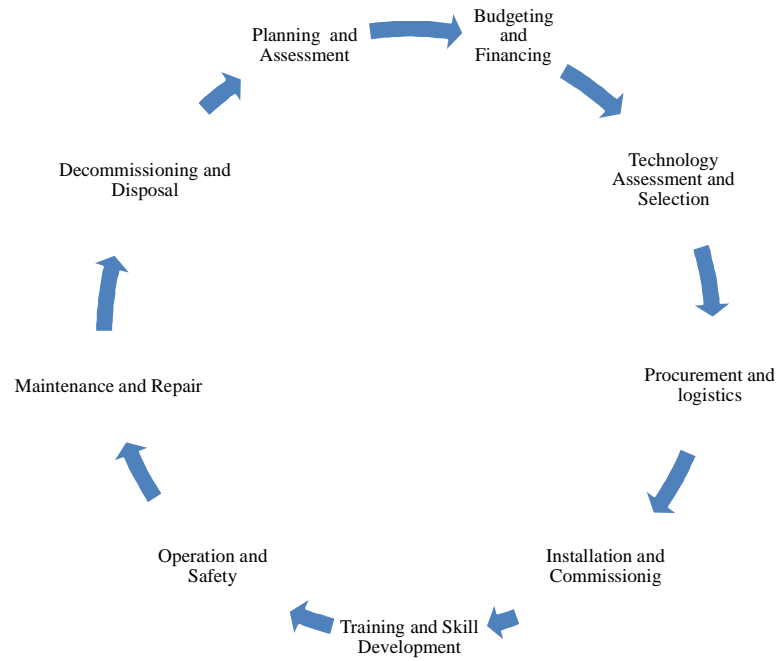 Planning and
Assessment
Budgeting
and
Financing
Technology
Assessment and
Selection
Procurement and
logistics
Installation and
Commissionig
Training and Skill
Development
Operation and
Safety
Maintenance and Repair
Decommissioning and
Disposal